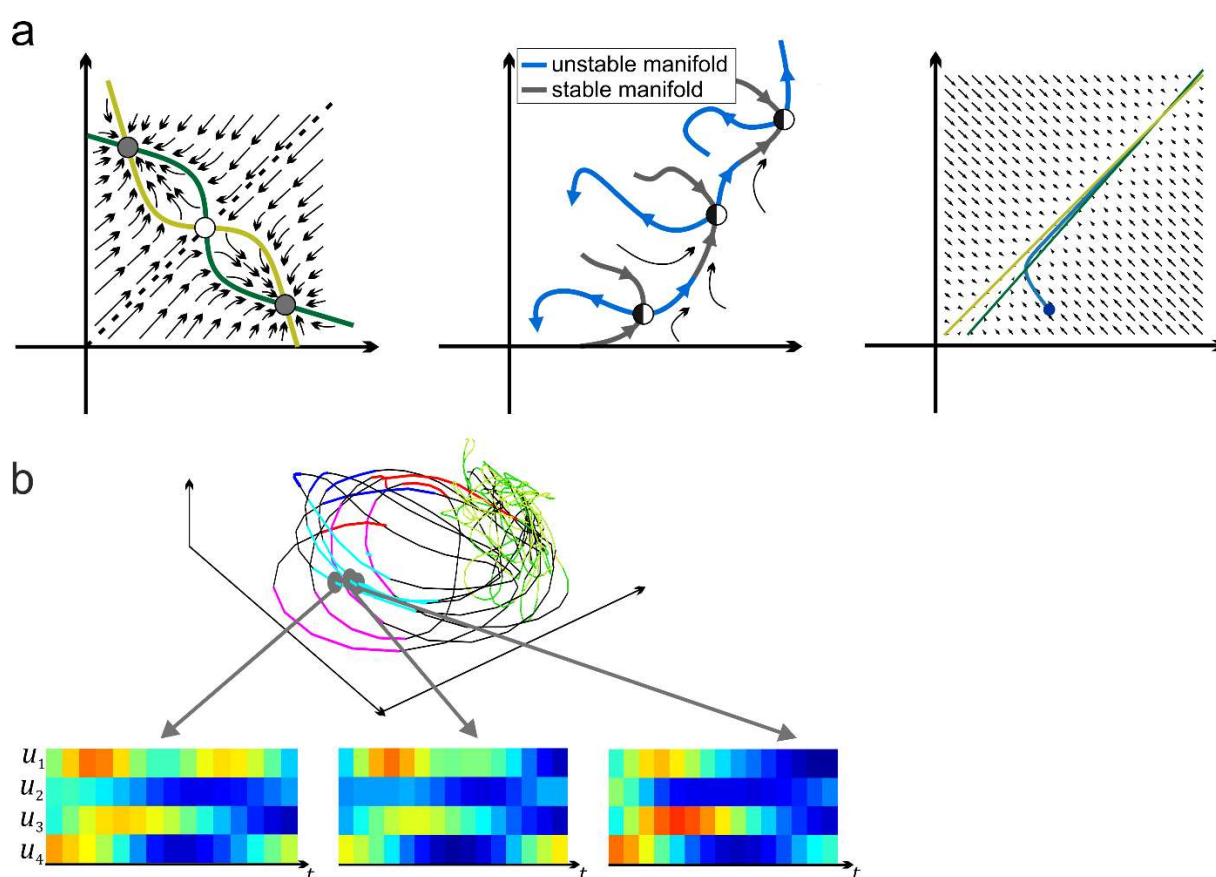 a
unstable manifold
stable manifold
b
u1
u2
u3
u4
t t t